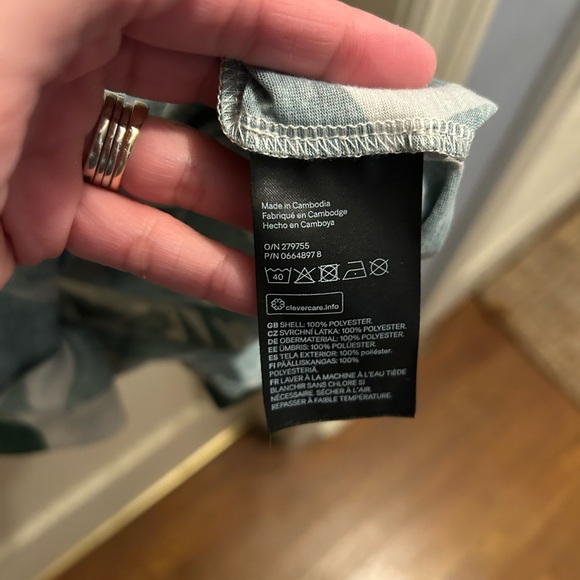 Made in Cambodia
Fabriqué en Cambodge
Hecho en Camboya
O/N 279755
P/N 0664897 8
40
clevercare.info
GB SHELL: 100% POLYESTER.
CZ SVRCHNÍ LÁTKA: 100% POLYESTER.
DE OBERMATERIAL: 100% POLYESTER.
EE ÜMBRIS: 100% POLÜESTER.
ES TELA EXTERIOR: 100% poliéster.
FI PÄÄLLISKANGAS: 100%
POLYESTERIÄ.
FR LAVER À LA MACHINE À L'EAU TIÈDE
BLANCHIR SANS CHLORE SI
NÉCESSAIRE. SÉCHER À L'AIR.
REPASSER À FAIBLE TEMPÉRATURE.